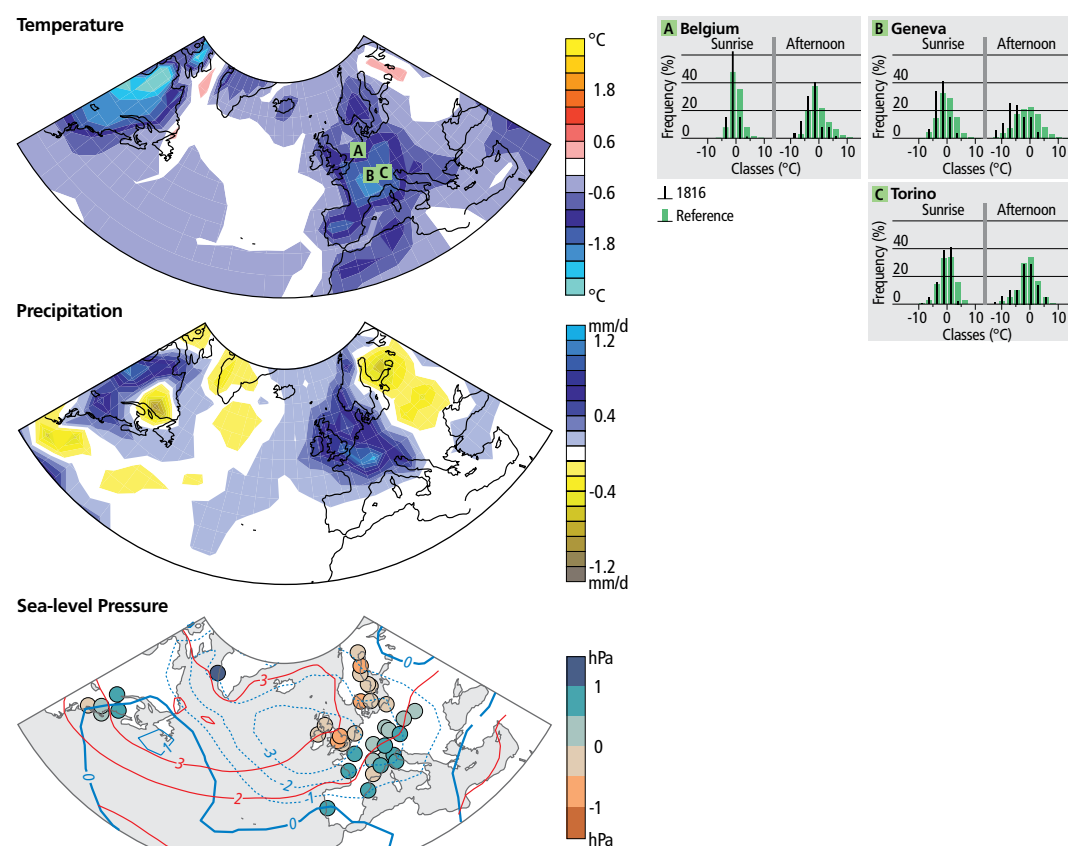 Temperature
°C
1.8
0.6
-0.6
-1.8
°C
A
B
C
Precipitation
mm/d
1.2
0.4
-0.4
-1.2
mm/d
Sea-level Pressure
hPa
1
0
-1
hPa
0
3
-3
-1
3
-2
0
2
-1
0
A Belgium
Sunrise Afternoon
Frequency (%)
40
20
0
-10 0 10 -10 0 10
Classes (°C)
B Geneva
Sunrise Afternoon
Frequency (%)
40
20
0
-10 0 10 -10 0 10
Classes (°C)
1816
Reference
C Torino
Sunrise Afternoon
Frequency (%)
40
20
0
-10 0 10 -10 0 10
Classes (°C)